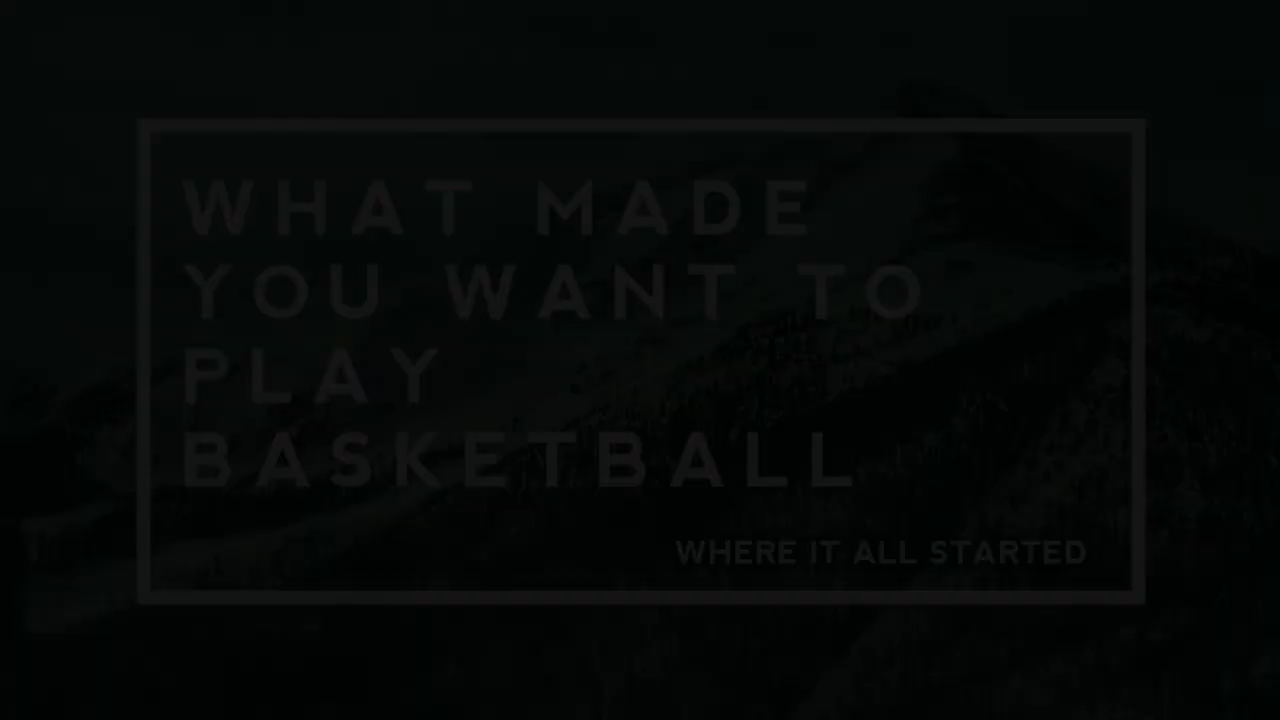 WHAT MADE
YOU WANT TO
PLAY
BASKETBALL
WHERE IT ALL STARTED